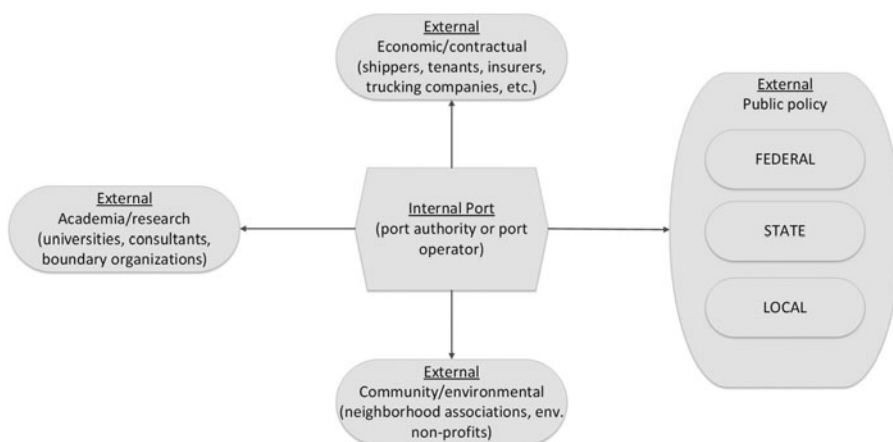 External
Economic/contractual
(shippers, tenants, insurers,
trucking companies, etc.)
External
Public policy
FEDERAL
STATE
LOCAL
Internal Port
(port authority or port
operator)
External
Academia/research
(universities, consultants,
boundary organizations)
External
Community/environmental
(neighborhood associations, env.
non-profits)